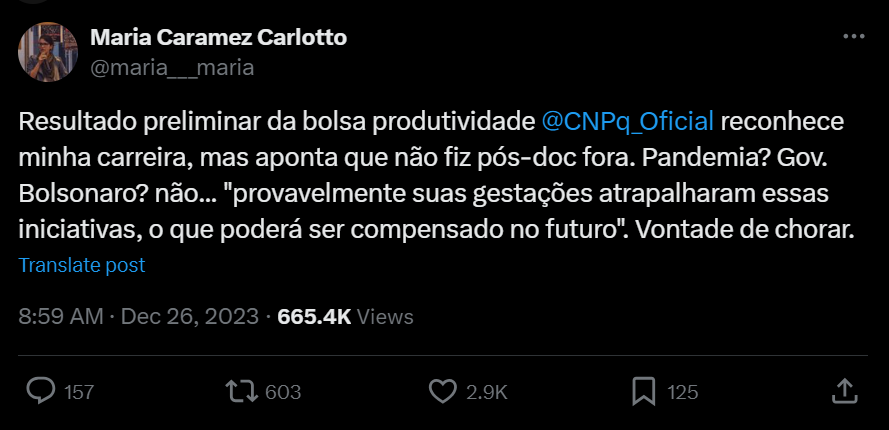 Maria Caramez Carlotto
@maria___maria
Resultado preliminar da bolsa produtividade @CNPq_Oficial reconhece
minha carreira, mas aponta que não fiz pós-doc fora. Pandemia? Gov.
Bolsonaro? não... "provavelmente suas gestações atrapalharam essas
iniciativas, o que poderá ser compensado no futuro". Vontade de chorar.
Translate post
8:59 AM · Dec 26, 2023 · 665.4K Views
157 603 2.9K 125